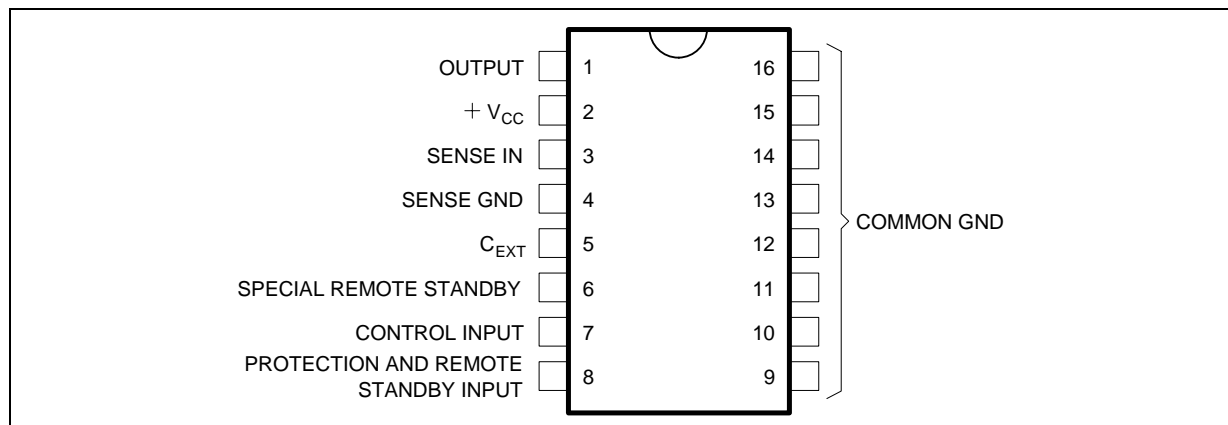 OUTPUT 1 16
+ VCC 2 15
SENSE IN 3 14
SENSE GND 4 13
COMMON GND
CEXT 5 12
SPECIAL REMOTE STANDBY 6 11
CONTROL INPUT 7 10
PROTECTION AND REMOTE
STANDBY INPUT 8 9